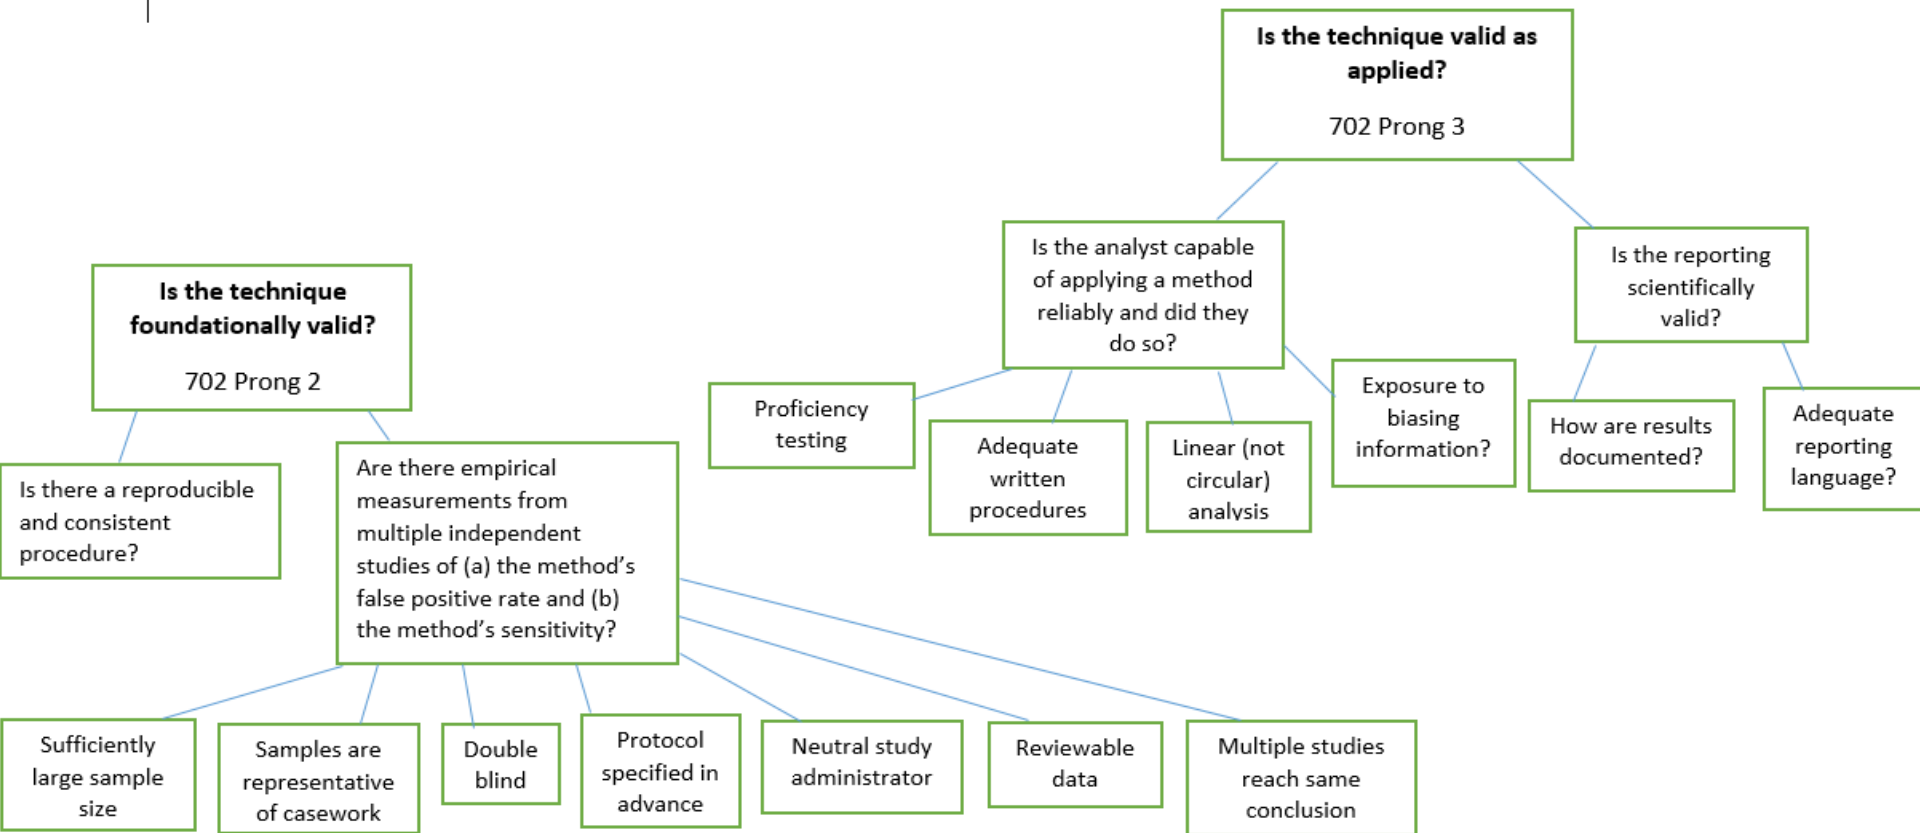 Is the technique valid as
applied?
702 Prong 3
Is the analyst capable
of applying a method
reliably and did they
do so?
Is the reporting
scientifically
valid?
Proficiency
testing
Adequate
written
procedures
Linear (not
circular)
analysis
Exposure to
biasing
information?
How are results
documented?
Adequate
reporting
language?
Is the technique
foundationally valid?
702 Prong 2
Is there a reproducible
and consistent
procedure?
Are there empirical
measurements from
multiple independent
studies of (a) the method’s
false positive rate and (b)
the method’s sensitivity?
Sufficiently
large sample
size
Samples are
representative
of casework
Double
blind
Protocol
specified in
advance
Neutral study
administrator
Reviewable
data
Multiple studies
reach same
conclusion